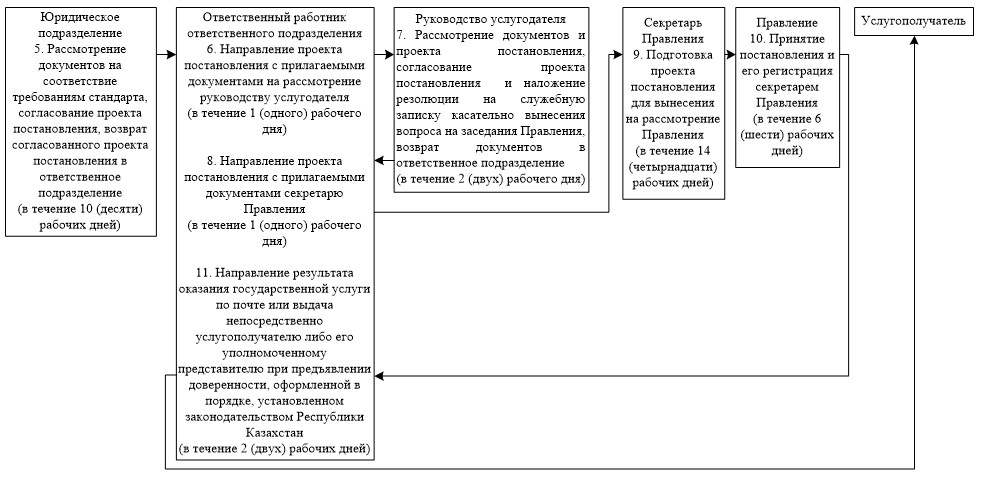 Юридическое
подразделение
5. Рассмотрение
документов на
соответствие
требованиям стандарта,
согласование проекта
постановления, возврат
согласованного проекта
постановления в
ответственное
подразделение
(в течение 10 (десяти)
рабочих дней)
Ответственный работник
ответственного подразделения
6. Направление проекта
постановления с прилагаемыми
документами на рассмотрение
руководству услугодателя
(в течение 1 (одного) рабочего
дня)
8. Направление проекта
постановления с прилагаемыми
документами секретарю
Правления
(в течение 1 (одного) рабочего
дня)
11. Направление результата
оказания государственной услуги
по почте или выдача
непосредственно
услугополучателю либо его
уполномоченному
представителю при предъявлении
доверенности, оформленной в
порядке, установленном
законодательством Республики
Казахстан
(в течение 2 (двух) рабочих дней)
Руководство услугодателя
7. Рассмотрение документов и
проекта постановления,
согласование проекта
постановления и наложение
резолюции на служебную
записку касательно вынесения
вопроса на заседания Правления,
возврат документов в
ответственное подразделение
(в течение 2 (двух) рабочего дня)
Секретарь
Правления
9. Подготовка
проекта
постановления
для вынесения
на рассмотрение
Правления
(в течение 14
(четырнадцати)
рабочих дней)
Правление
10. Принятие
постановления и
его регистрация
секретарем
Правления
(в течение 6
(шести) рабочих
дней)
Услугополучатель